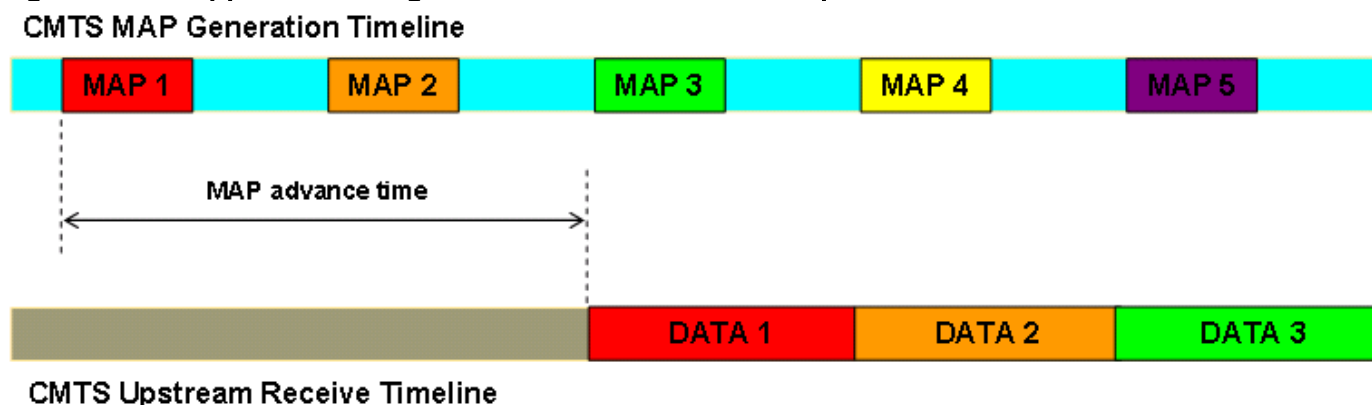 CMTS MAP Generation Timeline
MAP 1 MAP 2 MAP 3 MAP 4 MAP 5
MAP advance time
DATA 1 DATA 2 DATA 3
CMTS Upstream Receive Timeline